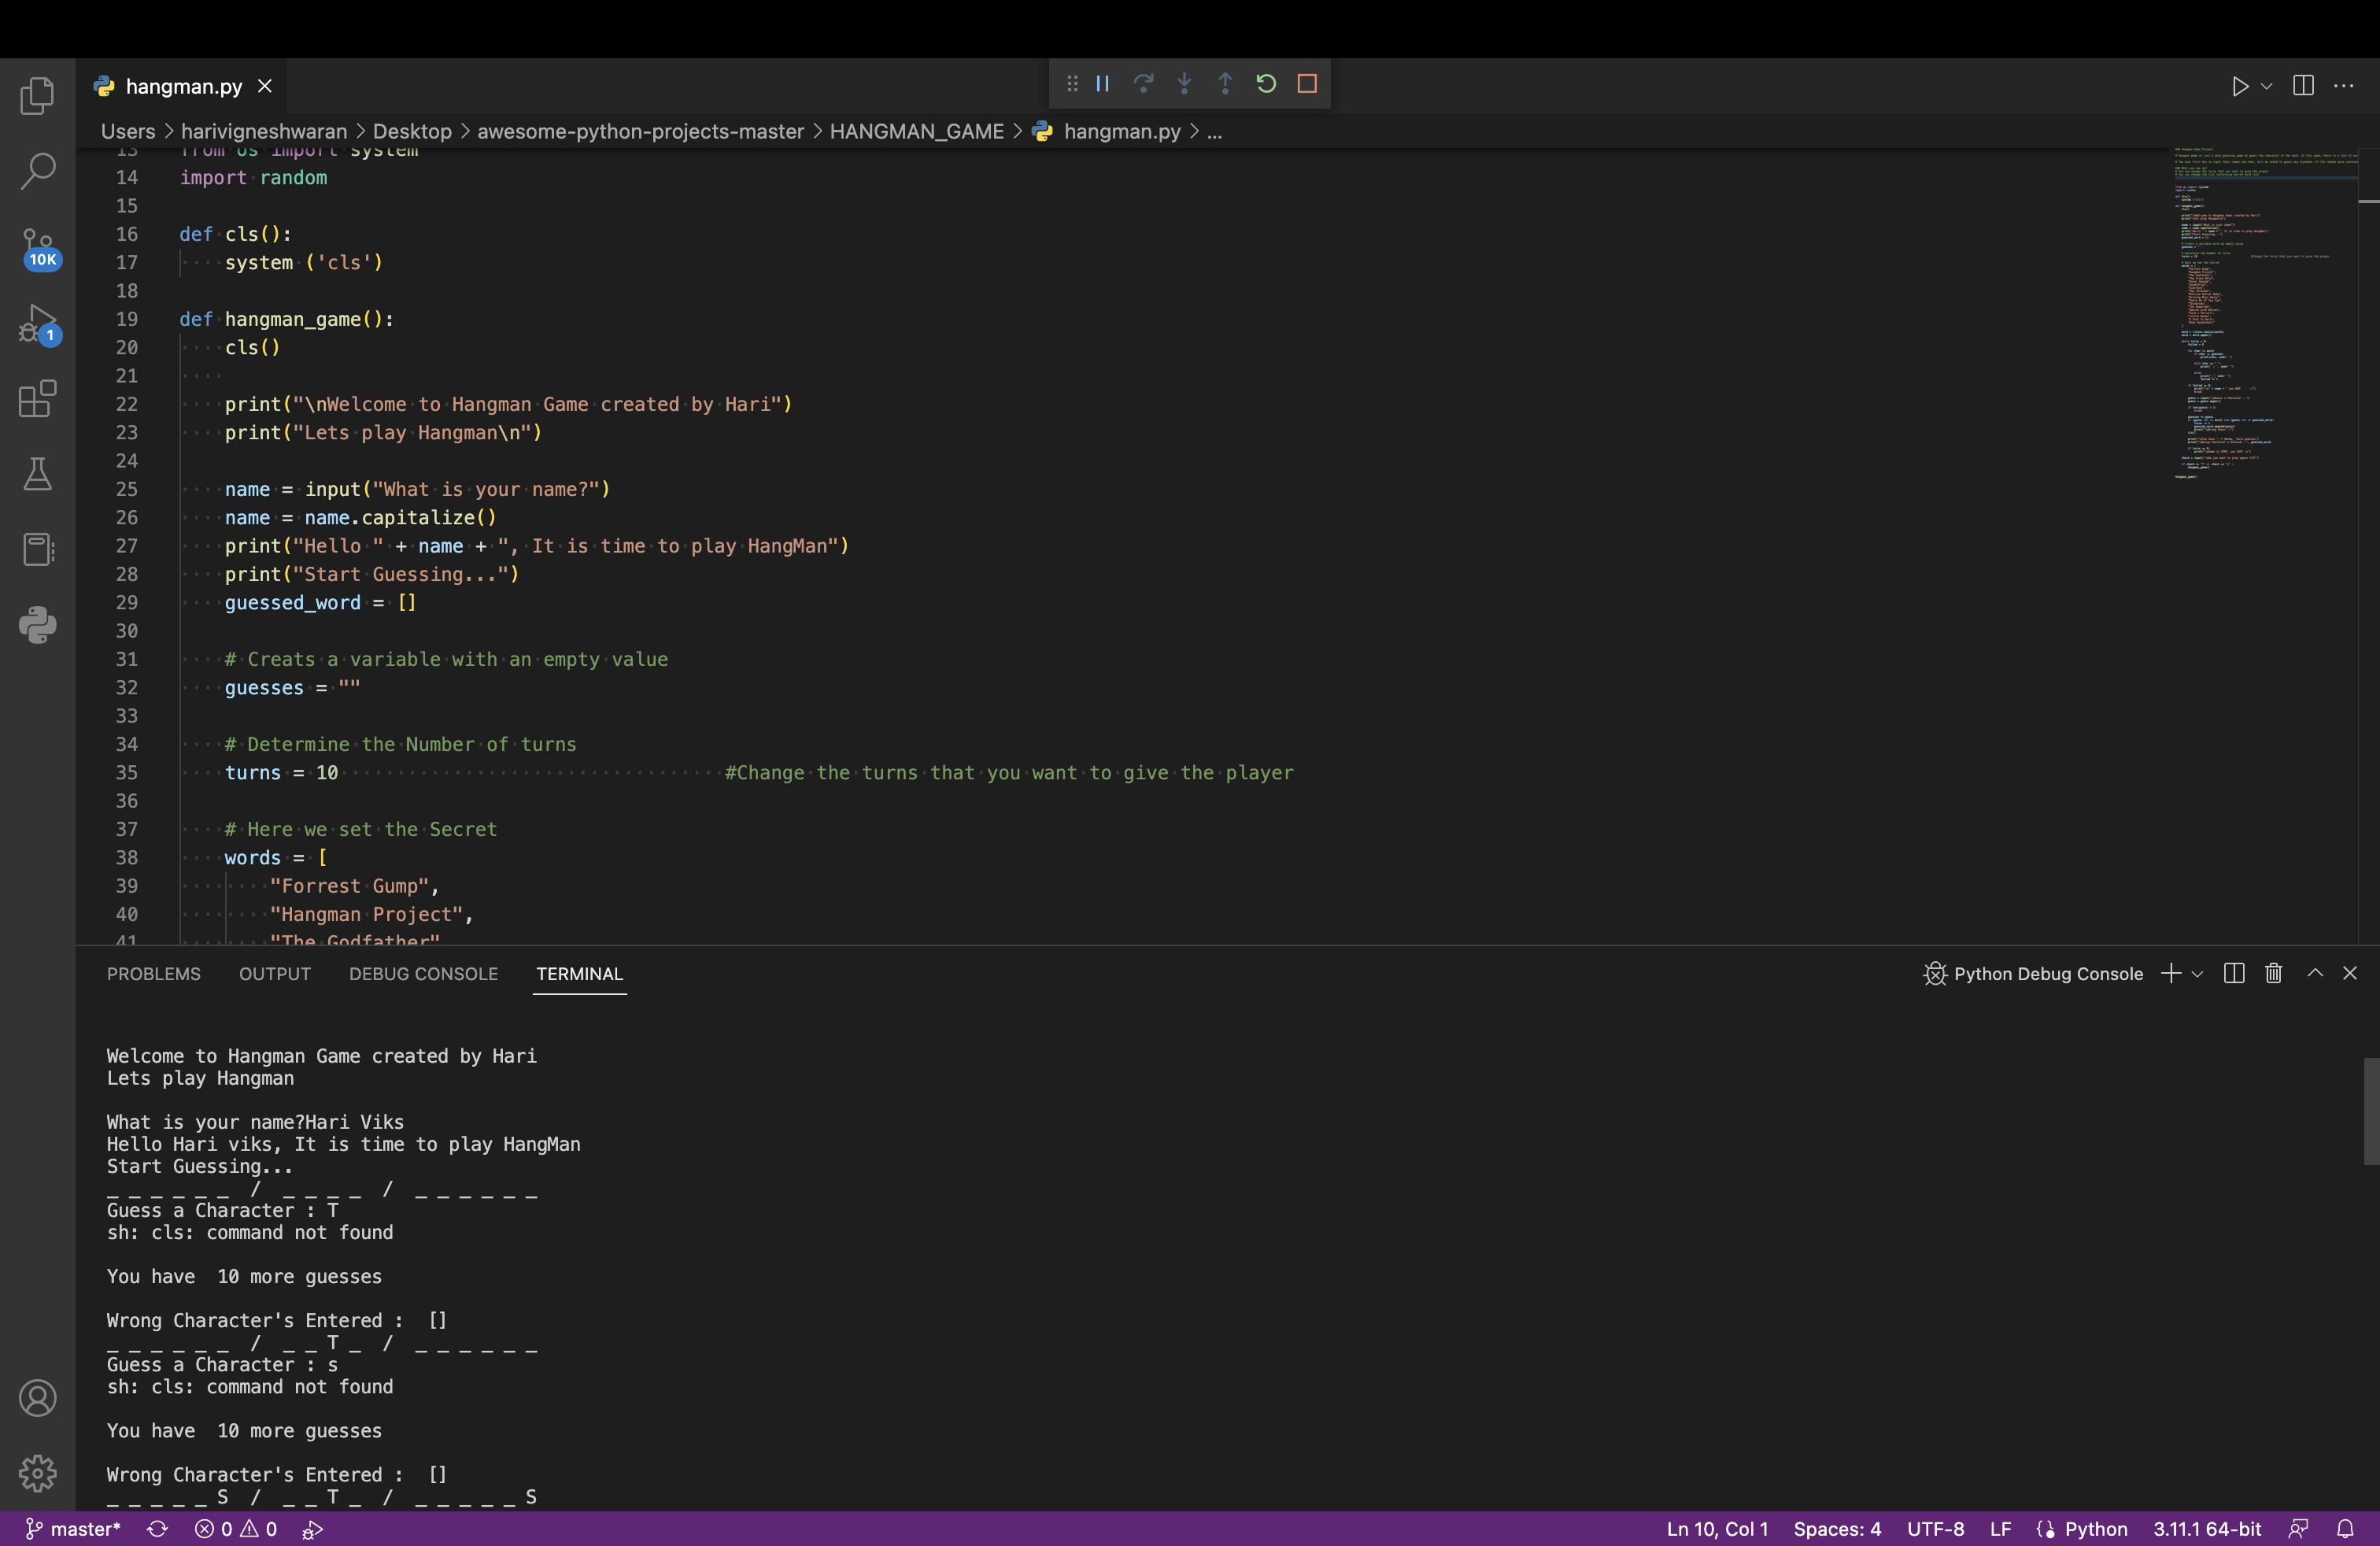 hangman.py
Users > harivigneshwaran > Desktop > awesome-python-projects-master > HANGMAN_GAME > hangman.py > ...
10K
1
13 from os import system
14 import random
15
16 def cls():
17 system ('cls')
18
19 def hangman_game():
20 cls()
21
22 print("\nWelcome to Hangman Game created by Hari")
23 print("Lets play Hangman\n")
24
25 name = input("What is your name?")
26 name = name.capitalize()
27 print("Hello " + name + ", It is time to play HangMan")
28 print("Start Guessing...")
29 guessed_word = []
30
31 # Creats a variable with an empty value
32 guesses = ""
33
34 # Determine the Number of turns
35 turns = 10 #Change the turns that you want to give the player
36
37 # Here we set the Secret
38 words = [
39 "Forrest Gump",
40 "Hangman Project",
41 "The Godfather"
PROBLEMS OUTPUT DEBUG CONSOLE TERMINAL Python Debug Console
Welcome to Hangman Game created by Hari
Lets play Hangman
What is your name?Hari Viks
Hello Hari viks, It is time to play HangMan
Start Guessing...
_ _ _ _ _ _  /  _ _ _ _  /  _ _ _ _ _ _
Guess a Character : T
sh: cls: command not found
You have  10 more guesses
Wrong Character's Entered :  []
_ _ _ _ _ _  /  _ _ T _  /  _ _ _ _ _ _
Guess a Character : s
sh: cls: command not found
You have  10 more guesses
Wrong Character's Entered :  []
_ _ _ _ _ S  /  _ _ T _  /  _ _ _ _ _ S
master* 0 0 Ln 10, Col 1 Spaces: 4 UTF-8 LF Python 3.11.1 64-bit